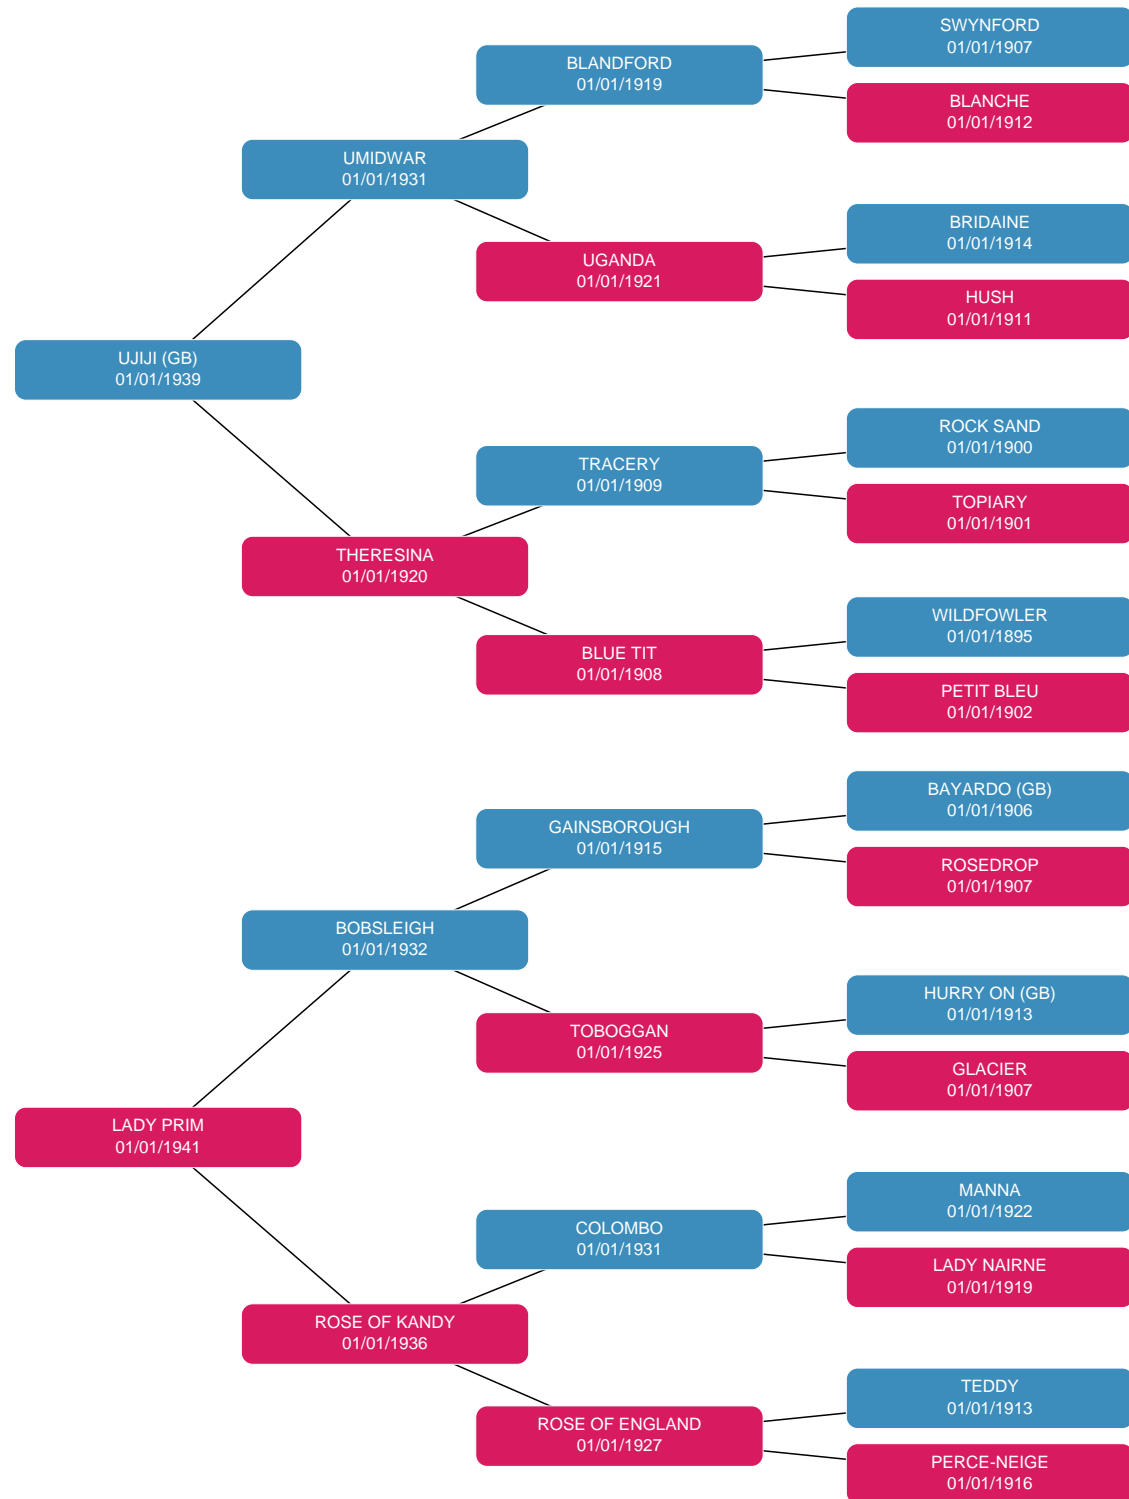 SWYNFORD
01/01/1907
BLANDFORD
01/01/1919
BLANCHE
01/01/1912
UMIDWAR
01/01/1931
BRIDAINE
01/01/1914
UGANDA
01/01/1921
HUSH
01/01/1911
UJIJI (GB)
01/01/1939
ROCK SAND
01/01/1900
TRACERY
01/01/1909
TOPIARY
01/01/1901
THERESINA
01/01/1920
WILDFOWLER
01/01/1895
BLUE TIT
01/01/1908
PETIT BLEU
01/01/1902
BAYARDO (GB)
01/01/1906
GAINSBOROUGH
01/01/1915
ROSEDROP
01/01/1907
BOBSLEIGH
01/01/1932
HURRY ON (GB)
01/01/1913
TOBOGGAN
01/01/1925
GLACIER
01/01/1907
LADY PRIM
01/01/1941
MANNA
01/01/1922
COLOMBO
01/01/1931
LADY NAIRNE
01/01/1919
ROSE OF KANDY
01/01/1936
TEDDY
01/01/1913
ROSE OF ENGLAND
01/01/1927
PERCE-NEIGE
01/01/1916